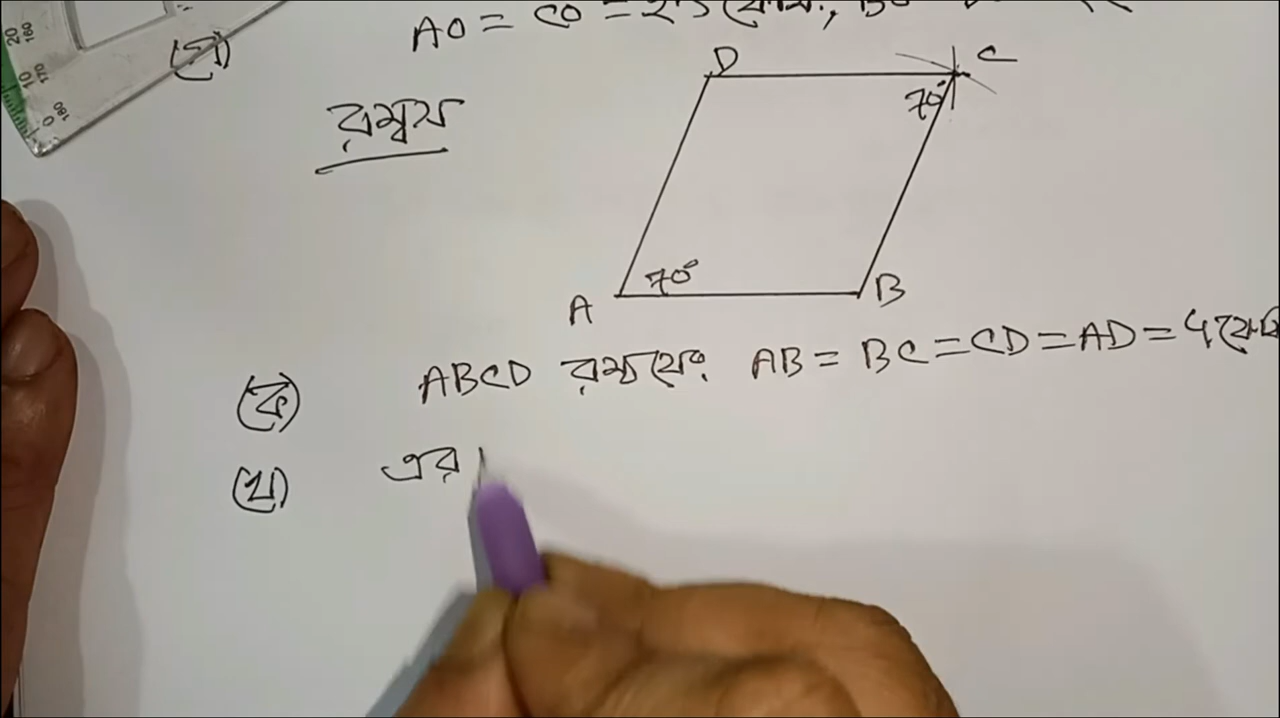 AO = CO =
(গ)
রম্বস
D C
70°
70°
A B
(ক) ABCD রম্বসে, AB = BC = CD = AD = 4 সেমি
(খ) এর